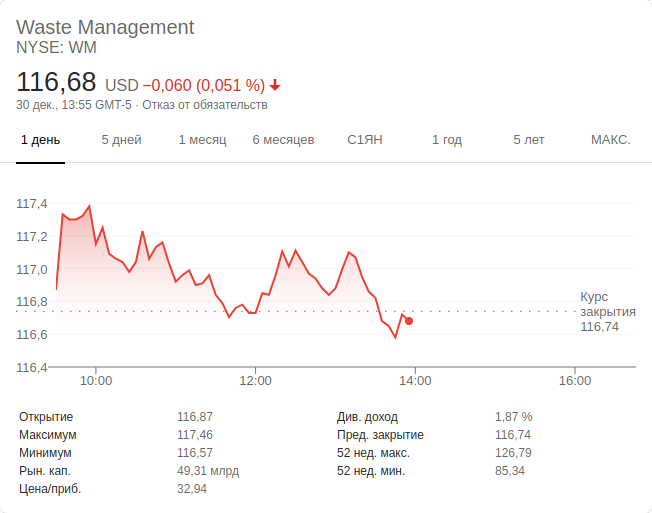 Waste Management
NYSE: WM
116,68 USD −0,060 (0,051 %)
30 дек., 13:55 GMT-5 · Отказ от обязательств
1 день 5 дней 1 месяц 6 месяцев С1ЯН 1 год 5 лет МАКС.
117,4
117,2
117,0
116,8
116,6
116,4
Курс
закрытия
116,74
10:00 12:00 14:00 16:00
Открытие 116,87 Див. доход 1,87 %
Максимум 117,46 Пред. закрытие 116,74
Минимум 116,57 52 нед. макс. 126,79
Рын. кап. 49,31 млрд 52 нед. мин. 85,34
Цена/приб. 32,94